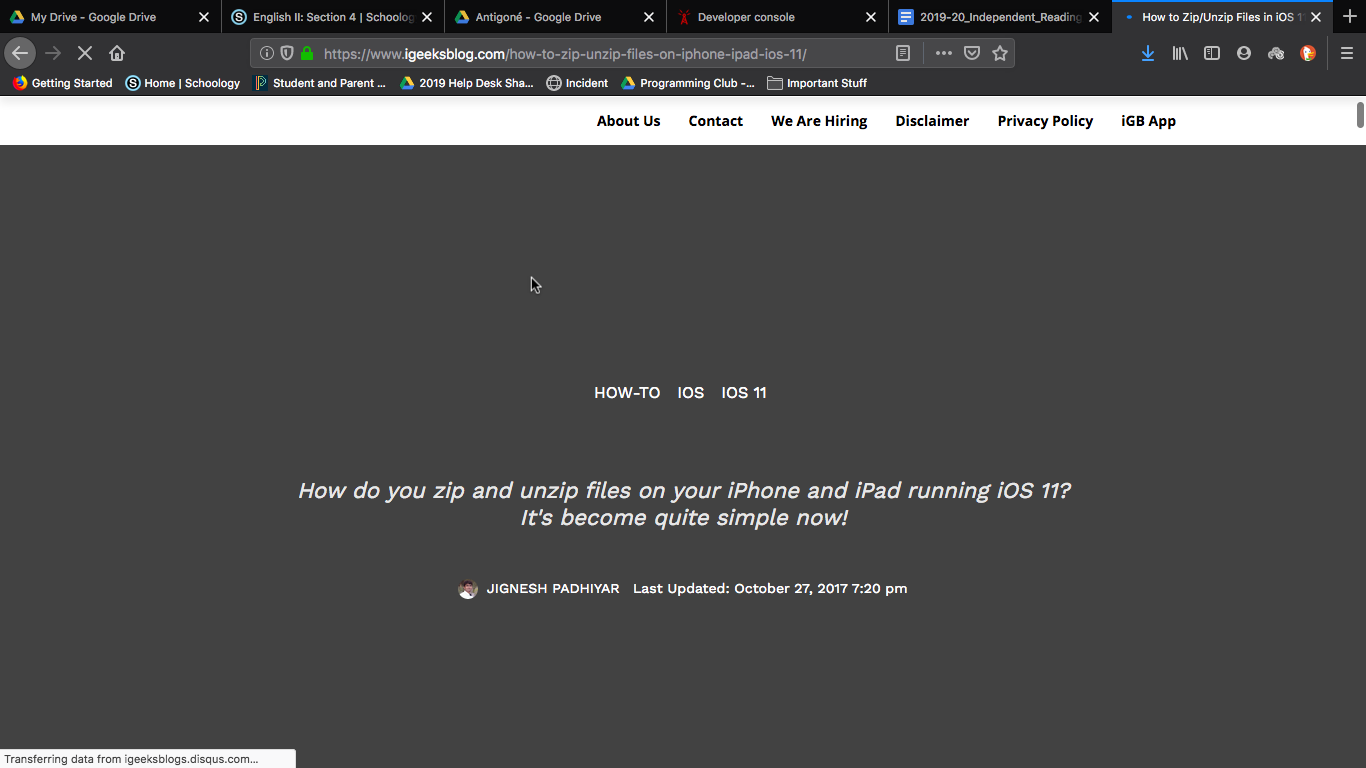 My Drive - Google Drive
English II: Section 4 | Schoolog
Antigoné - Google Drive
Developer console
2019-20_Independent_Reading
How to Zip/Unzip Files in iOS 1
https://www.igeeksblog.com/how-to-zip-unzip-files-on-iphone-ipad-ios-11/
Getting Started
Home | Schoology
Student and Parent ...
2019 Help Desk Sha...
Incident
Programming Club -...
Important Stuff
About Us
Contact
We Are Hiring
Disclaimer
Privacy Policy
iGB App
HOW-TO IOS IOS 11
How do you zip and unzip files on your iPhone and iPad running iOS 11?
It's become quite simple now!
JIGNESH PADHIYAR Last Updated: October 27, 2017 7:20 pm
Transferring data from igeeksblogs.disqus.com...